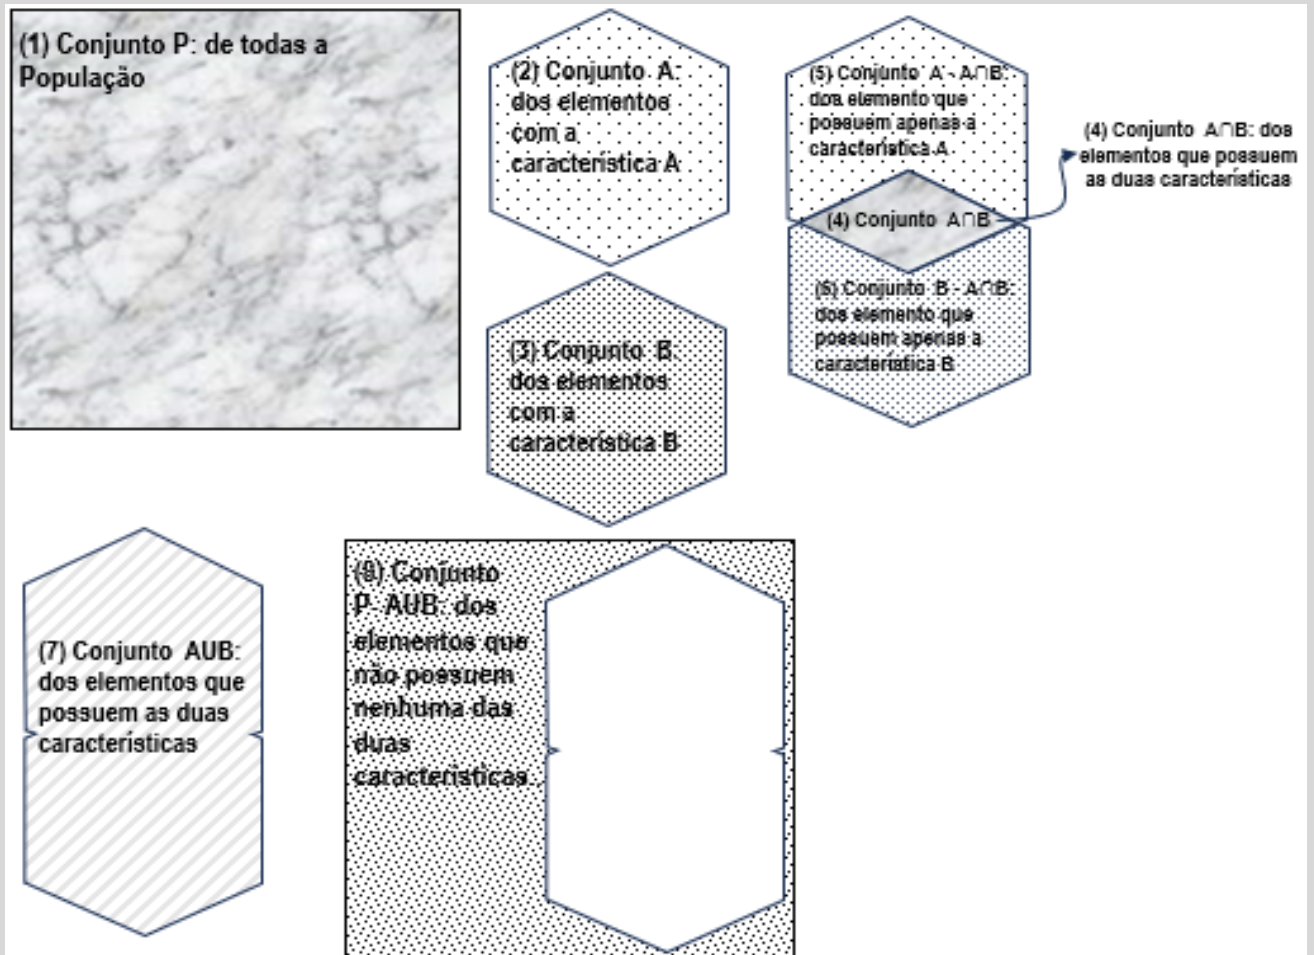 (1) Conjunto P: de todas a
População
(2) Conjunto A:
dos elementos
com a
característica A
(3) Conjunto B:
dos elementos
com a
característica B
(5) Conjunto A - A∩B:
dos elemento que
possuem apenas a
característica A
(4) Conjunto A∩B
(6) Conjunto B - A∩B:
dos elemento que
possuem apenas a
característica B
(4) Conjunto A∩B: dos
elementos que possuem
as duas características
(7) Conjunto AUB:
dos elementos que
possuem as duas
características
(8) Conjunto
P AUB: dos
elementos que
não possuem
nenhuma das
duas
características.